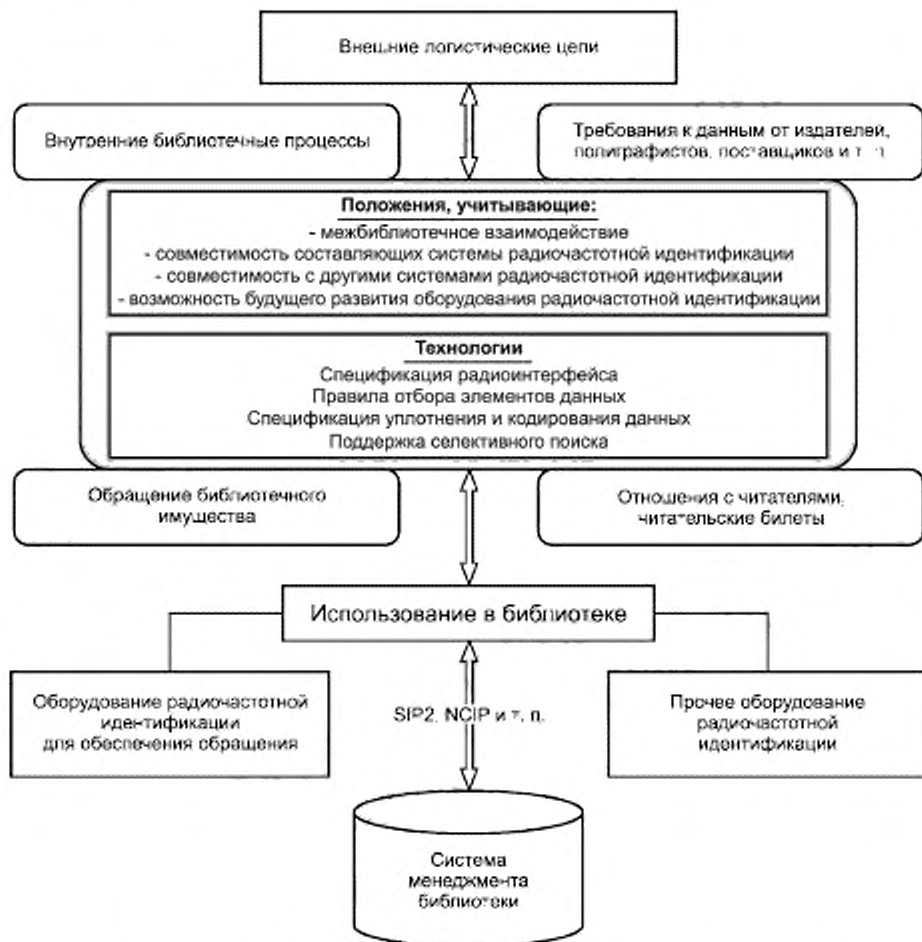 Внешние логистические цепи
Внутренние библиотечные процессы
Требования к данным от издателей,
полиграфистов, поставщиков и т. п.
Положения, учитывающие:
- межбиблиотечное взаимодействие
- совместимость составляющих системы радиочастотной идентификации
- совместимость с другими системами радиочастотной идентификации
- возможность будущего развития оборудования радиочастотной идентификации
Технологии
Спецификация радиоинтерфейса
Правила отбора элементов данных
Спецификация уплотнения и кодирования данных
Поддержка селективного поиска
Обращение библиотечного
имущества
Отношения с читателями,
читательские билеты
Использование в библиотеке
Оборудование радиочастотной
идентификации
для обеспечения обращения
SIP2, NCIP и т. п.
Прочее оборудование
радиочастотной
идентификации
Система
менеджмента
библиотеки